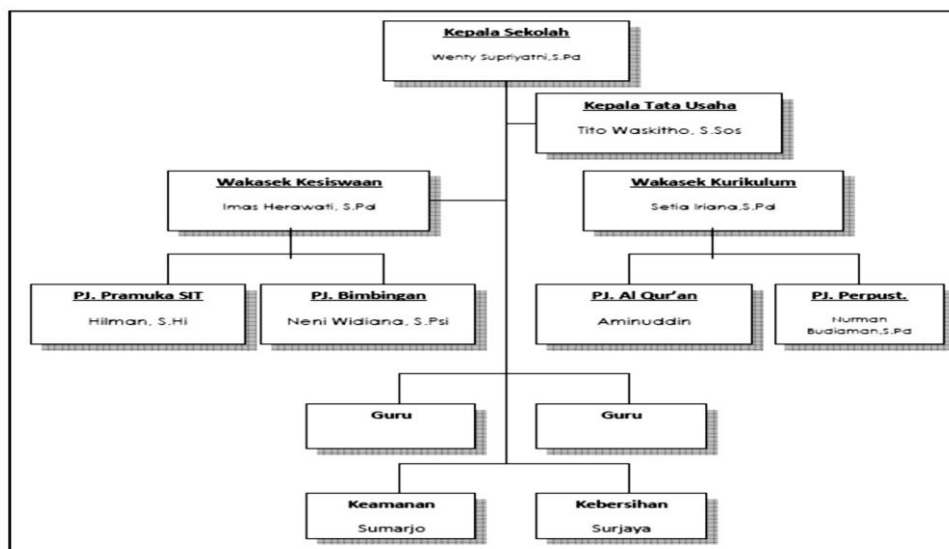 Kepala Sekolah
Wenty Supriyatni,S.Pd
Kepala Tata Usaha
Tito Waskitho, S.Sos
Wakasek Kesiswaan
Imas Herawati, S.Pd
Wakasek Kurikulum
Setia Iriana,S.Pd
PJ. Pramuka SIT
Hilman, S.Hi
PJ. Bimbingan
Neni Widiana, S.Psi
PJ. Al Qur'an
Aminuddin
PJ. Perpust.
Nurman
Budiaman,S.Pd
Guru
Guru
Keamanan
Sumarjo
Kebersihan
Surjaya